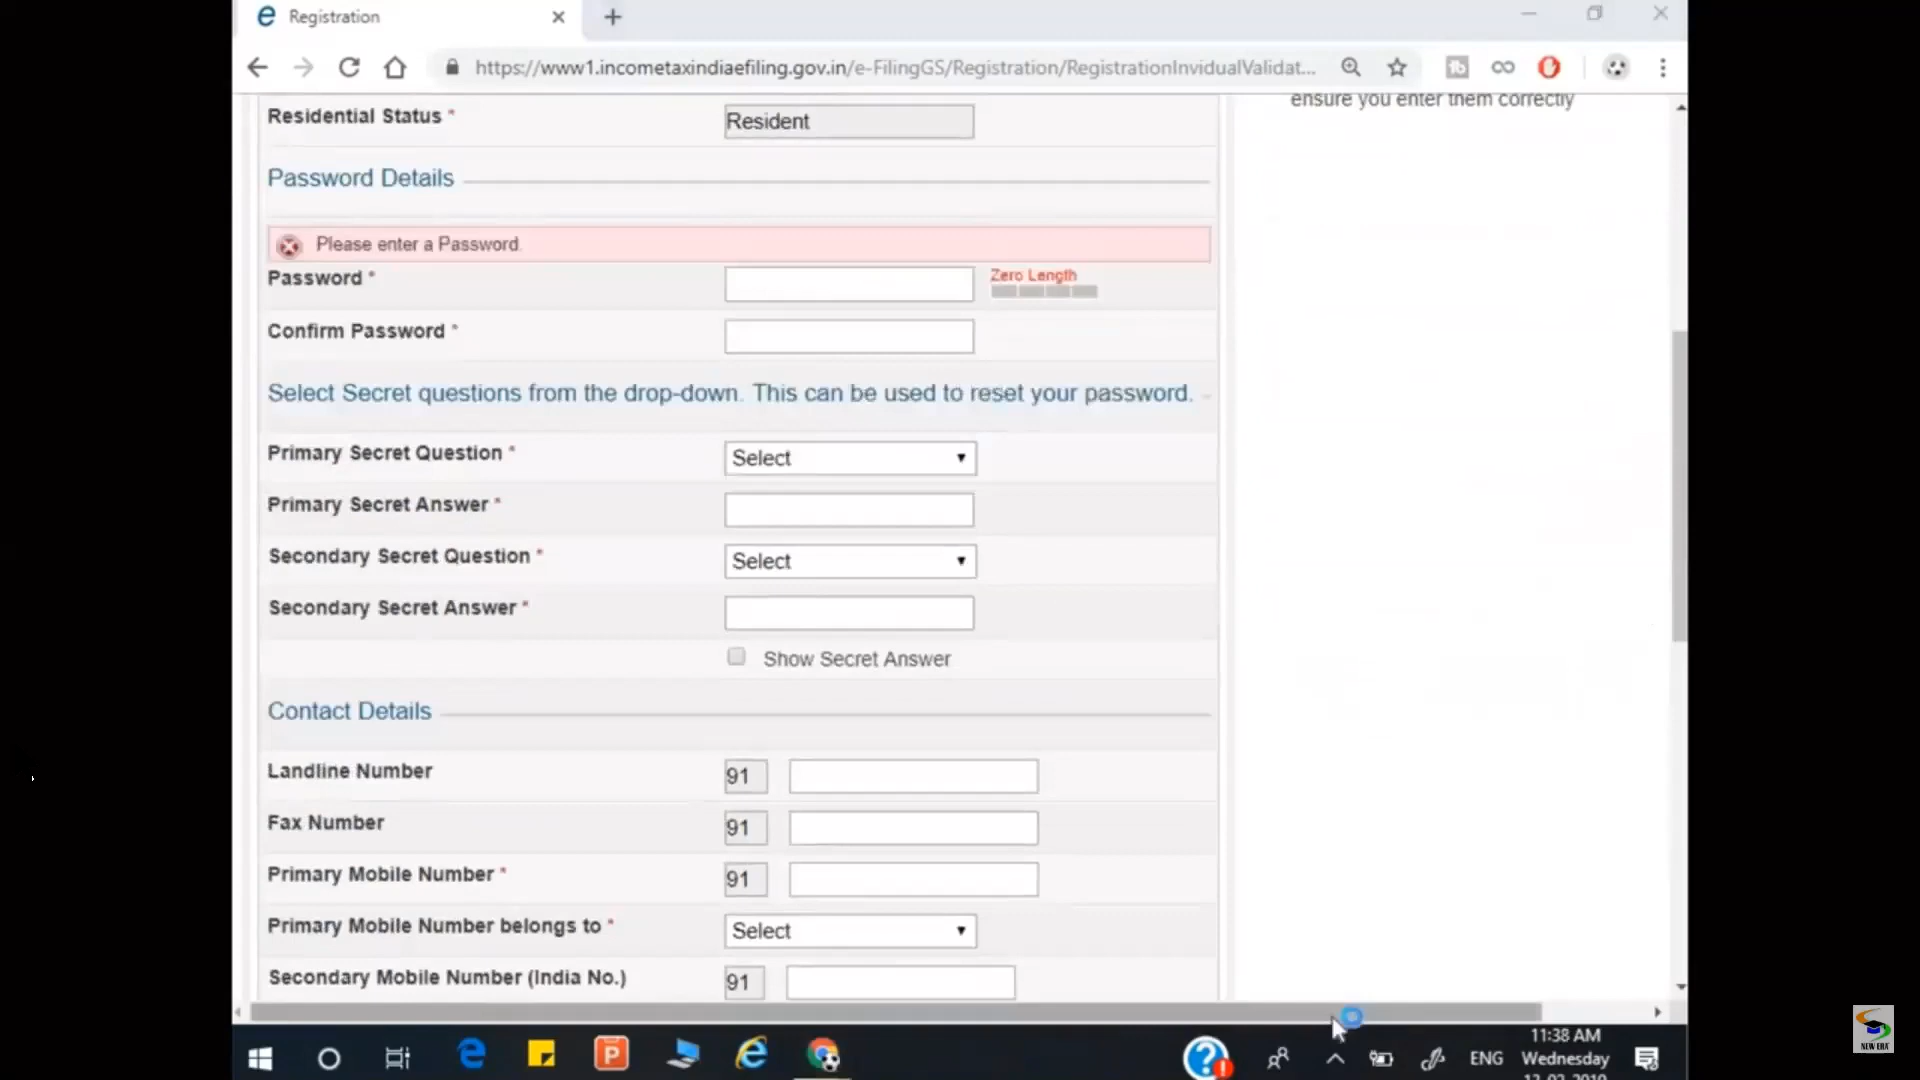 Registration
https://www1.incometaxindiaefiling.gov.in/e-FilingGS/Registration/RegistrationInvidualValidat...
ensure you enter them correctly
Residential Status *
Resident
Password Details
Please enter a Password.
Password *
Zero Length
Confirm Password *
Select Secret questions from the drop-down. This can be used to reset your password.
Primary Secret Question *
Select
Primary Secret Answer *
Secondary Secret Question *
Select
Secondary Secret Answer *
Show Secret Answer
Contact Details
Landline Number
91
Fax Number
91
Primary Mobile Number *
91
Primary Mobile Number belongs to *
Select
Secondary Mobile Number (India No.)
91
ENG
11:38 AM
Wednesday
NEW ERA